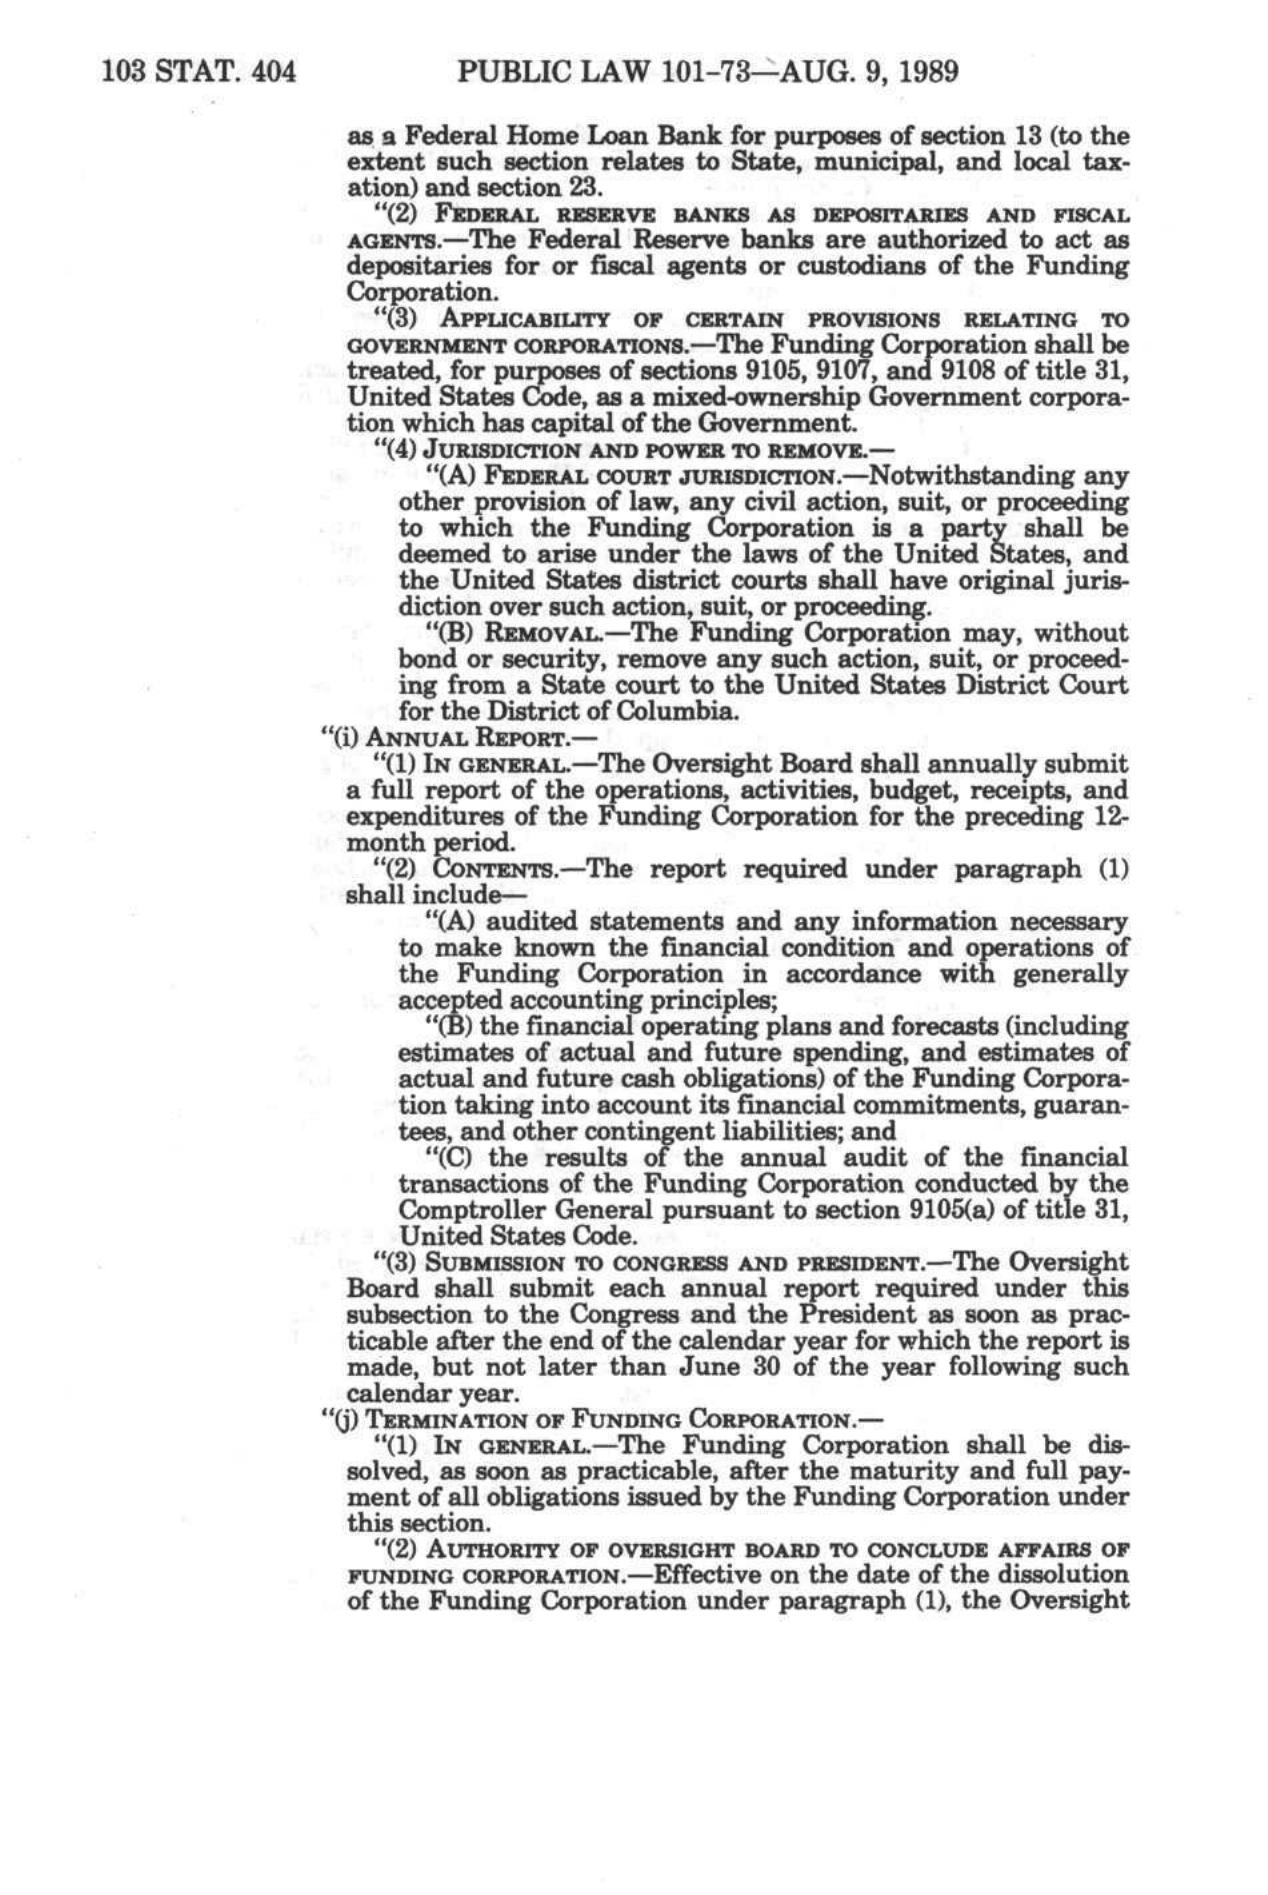 103 STAT. 404 PUBLIC LAW 101-73—AUG. 9, 1989
as a Federal Home Loan Bank for purposes of section 13 (to the
extent such section relates to State, municipal, and local tax-
ation) and section 23.
"(2) FEDERAL RESERVE BANKS AS DEPOSITARIES AND FISCAL
AGENTS.—The Federal Reserve banks are authorized to act as
depositaries for or fiscal agents or custodians of the Funding
Corporation.
"(3) APPLICABILITY OF CERTAIN PROVISIONS RELATING TO
GOVERNMENT CORPORATIONS.—The Funding Corporation shall be
treated, for purposes of sections 9105, 9107, and 9108 of title 31,
United States Code, as a mixed-ownership Government corpora-
tion which has capital of the Government.
"(4) JURISDICTION AND POWER TO REMOVE.—
"(A) FEDERAL COURT JURISDICTION.—Notwithstanding any
other provision of law, any civil action, suit, or proceeding
to which the Funding Corporation is a party shall be
deemed to arise under the laws of the United States, and
the United States district courts shall have original juris-
diction over such action, suit, or proceeding.
"(B) REMOVAL.—The Funding Corporation may, without
bond or security, remove any such action, suit, or proceed-
ing from a State court to the United States District Court
for the District of Columbia.
"(i) ANNUAL REPORT.—
"(1) IN GENERAL.—The Oversight Board shall annually submit
a full report of the operations, activities, budget, receipts, and
expenditures of the Funding Corporation for the preceding 12-
month period.
"(2) CONTENTS.—The report required under paragraph (1)
shall include—
"(A) audited statements and any information necessary
to make known the financial condition and operations of
the Funding Corporation in accordance with generally
accepted accounting principles;
"(B) the financial operating plans and forecasts (including
estimates of actual and future spending, and estimates of
actual and future cash obligations) of the Funding Corpora-
tion taking into account its financial commitments, guaran-
tees, and other contingent liabilities; and
"(C) the results of the annual audit of the financial
transactions of the Funding Corporation conducted by the
Comptroller General pursuant to section 9105(a) of title 31,
United States Code.
"(3) SUBMISSION TO CONGRESS AND PRESIDENT.—The Oversight
Board shall submit each annual report required under this
subsection to the Congress and the President as soon as prac-
ticable after the end of the calendar year for which the report is
made, but not later than June 30 of the year following such
calendar year.
"(j) TERMINATION OF FUNDING CORPORATION.—
"(1) IN GENERAL.—The Funding Corporation shall be dis-
solved, as soon as practicable, after the maturity and full pay-
ment of all obligations issued by the Funding Corporation under
this section.
"(2) AUTHORITY OF OVERSIGHT BOARD TO CONCLUDE AFFAIRS OF
FUNDING CORPORATION.—Effective on the date of the dissolution
of the Funding Corporation under paragraph (1), the Oversight